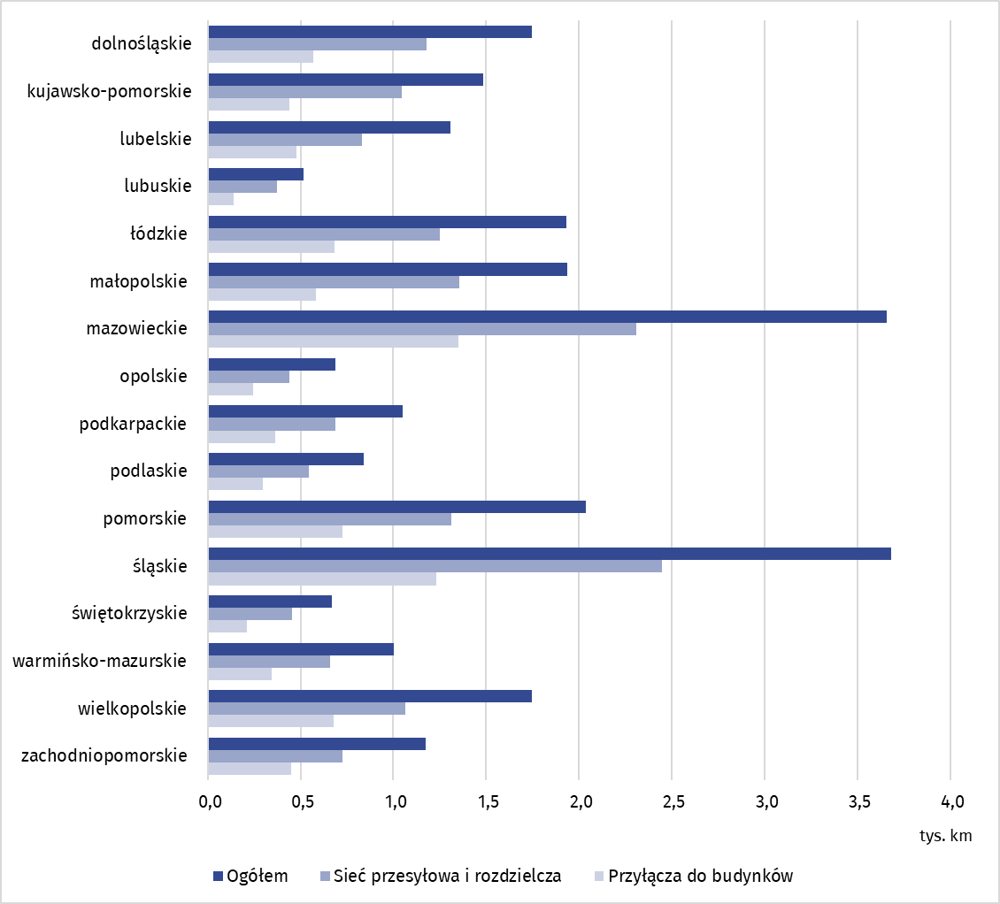 dolnośląskie
kujawsko-pomorskie
lubelskie
lubuskie
łódzkie
małopolskie
mazowieckie
opolskie
podkarpackie
podlaskie
pomorskie
śląskie
świętokrzyskie
warmińsko-mazurskie
wielkopolskie
zachodniopomorskie
0,0 0,5 1,0 1,5 2,0 2,5 3,0 3,5 4,0
tys. km
Ogółem Sieć przesyłowa i rozdzielcza Przyłącza do budynków